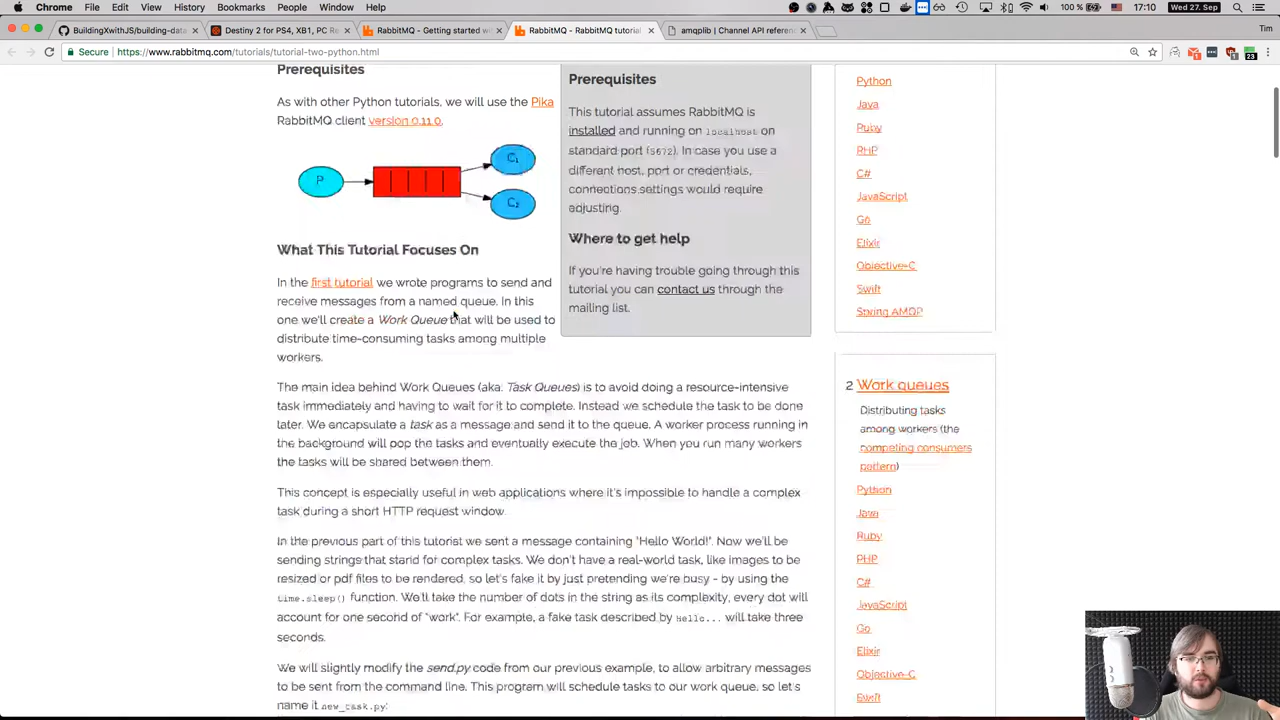 Chrome File Edit View History Bookmarks People Window Help
17:10 Wed 27. Sep
BuildingXwithJS/building-data
Destiny 2 for PS4, XB1, PC Re
RabbitMQ - Getting started w
RabbitMQ - RabbitMQ tutorial
amqplib | Channel API referenc
Tim
Secure
https://www.rabbitmq.com/tutorials/tutorial-two-python.html
23
Prerequisites
As with other Python tutorials, we will use the Pika
RabbitMQ client version 0.11.0.
P
C1
C2
What This Tutorial Focuses On
In the first tutorial we wrote programs to send and
receive messages from a named queue. In this
one we'll create a Work Queue that will be used to
distribute time-consuming tasks among multiple
workers.
The main idea behind Work Queues (aka: Task Queues) is to avoid doing a resource-intensive
task immediately and having to wait for it to complete. Instead we schedule the task to be done
later. We encapsulate a task as a message and send it to the queue. A worker process running in
the background will pop the tasks and eventually execute the job. When you run many workers
the tasks will be shared between them.
This concept is especially useful in web applications where it's impossible to handle a complex
task during a short HTTP request window.
In the previous part of this tutorial we sent a message containing "Hello World!". Now we'll be
sending strings that stand for complex tasks. We don't have a real-world task, like images to be
resized or pdf files to be rendered, so let's fake it by just pretending we're busy - by using the
time.sleep() function. We'll take the number of dots in the string as its complexity, every dot will
account for one second of "work". For example, a fake task described by Hello... will take three
seconds.
We will slightly modify the send.py code from our previous example, to allow arbitrary messages
to be sent from the command line. This program will schedule tasks to our work queue, so let's
name it new_task.py:
Prerequisites
This tutorial assumes RabbitMQ is
installed and running on localhost on
standard port (5672). In case you use a
different host, port or credentials,
connections settings would require
adjusting.
Where to get help
If you're having trouble going through this
tutorial you can contact us through the
mailing list.
Python
Java
Ruby
PHP
C#
JavaScript
Go
Elixir
Objective-C
Swift
Spring AMQP
2 Work queues
Distributing tasks
among workers (the
competing consumers
pattern)
Python
Java
Ruby
PHP
C#
JavaScript
Go
Elixir
Objective-C
Swift